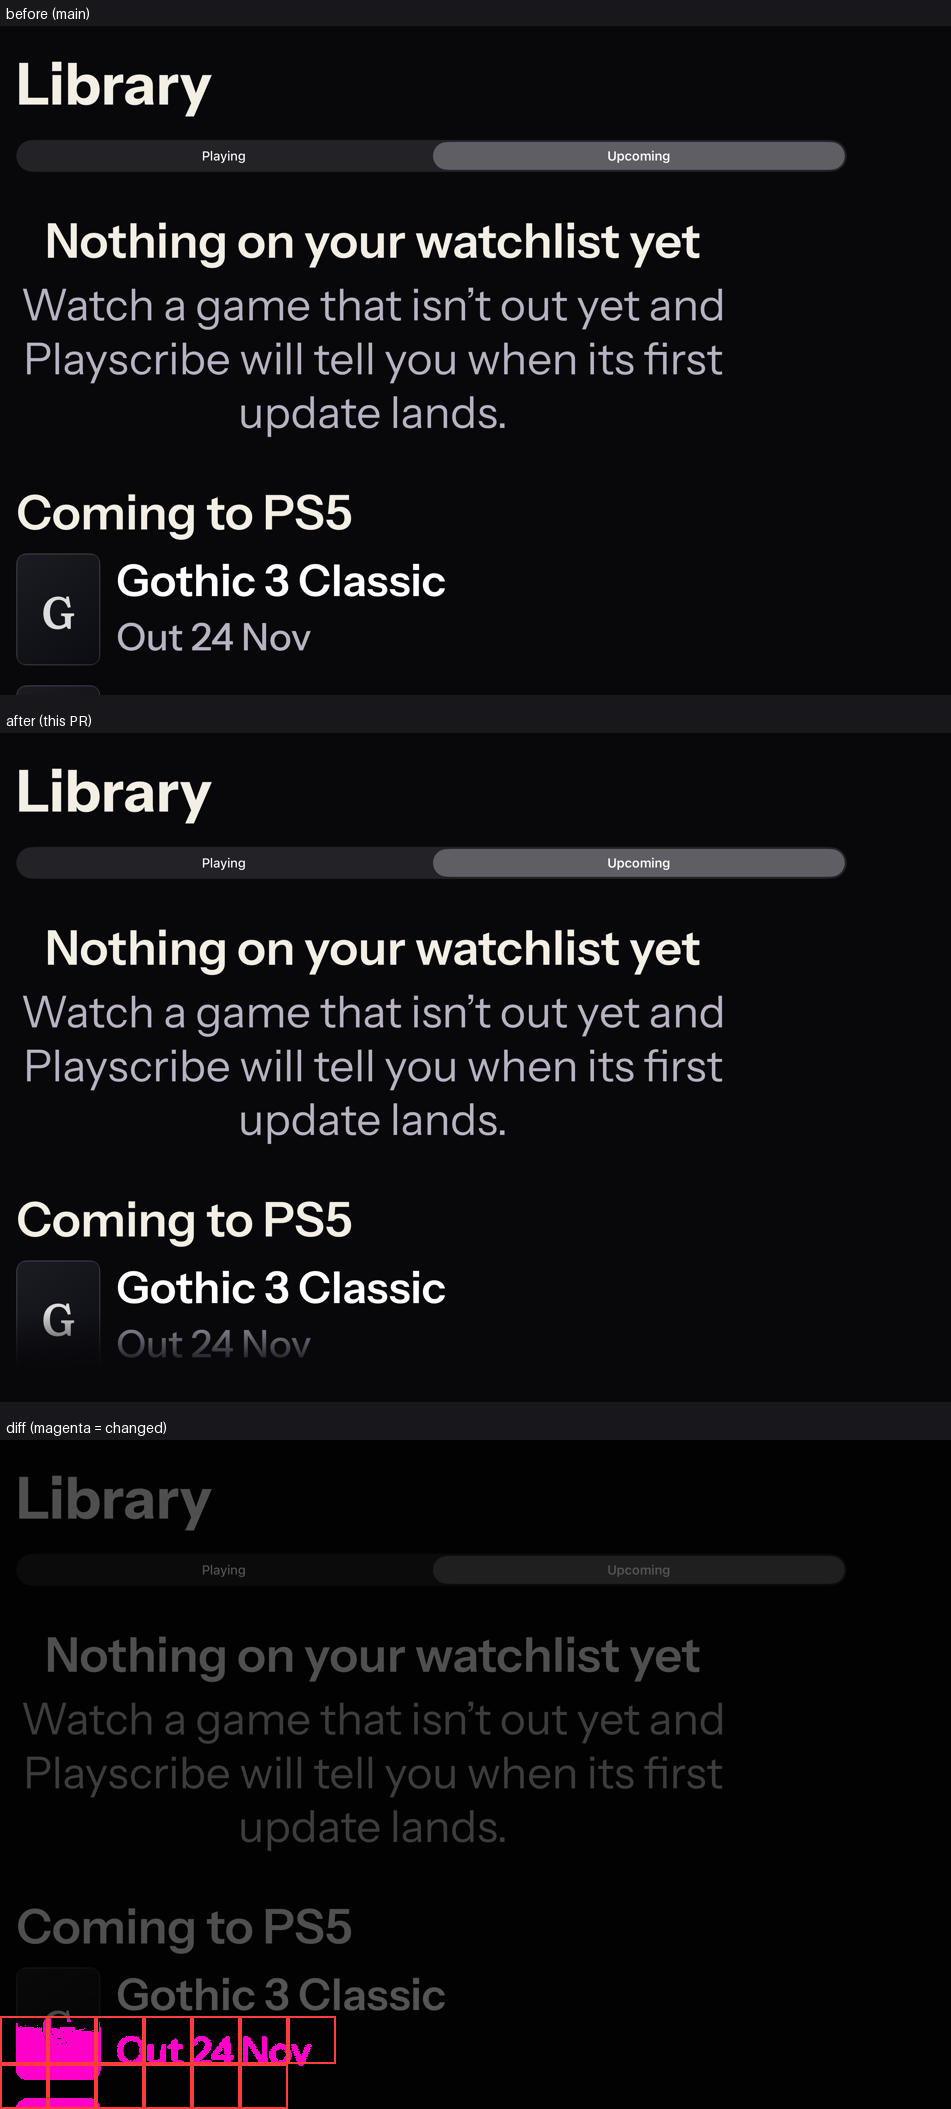 before (main)
Library
Playing
Upcoming
Nothing on your watchlist yet
Watch a game that isn’t out yet and
Playscribe will tell you when its first
update lands.
Coming to PS5
G
Gothic 3 Classic
Out 24 Nov
after (this PR)
Library
Playing
Upcoming
Nothing on your watchlist yet
Watch a game that isn’t out yet and
Playscribe will tell you when its first
update lands.
Coming to PS5
G
Gothic 3 Classic
Out 24 Nov
diff (magenta = changed)
Library
Playing
Upcoming
Nothing on your watchlist yet
Watch a game that isn’t out yet and
Playscribe will tell you when its first
update lands.
Coming to PS5
Gothic 3 Classic
Out 24 Nov